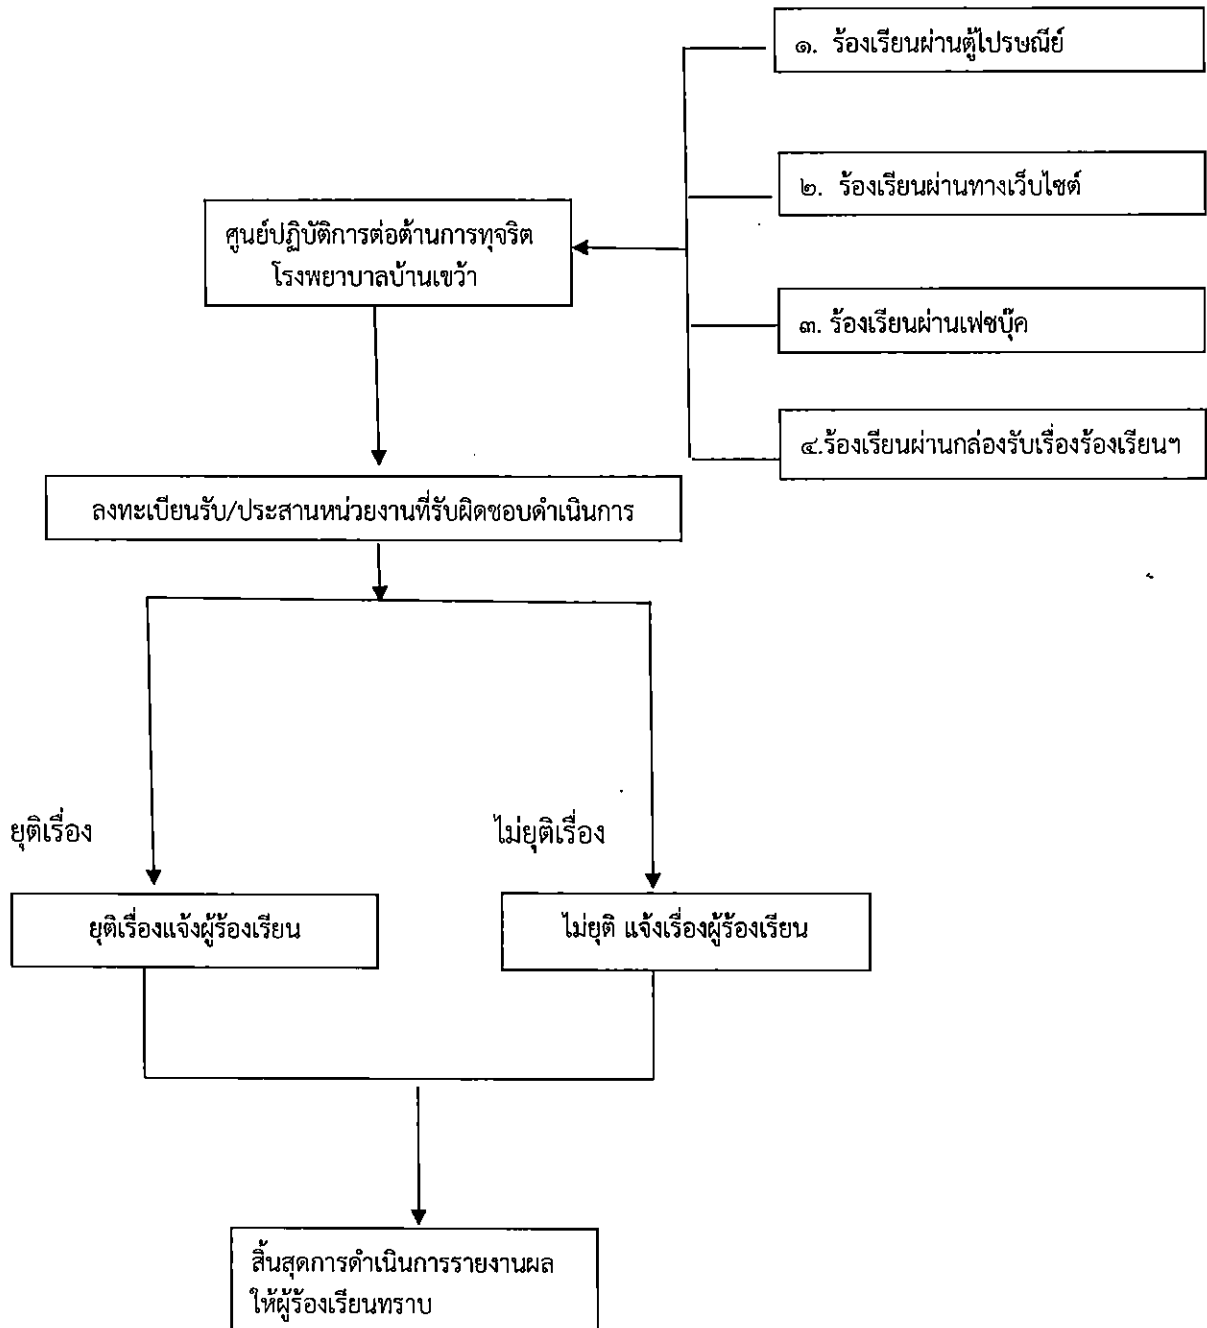 ๑. ร้องเรียนผ่านตู้ไปรษณีย์
๒. ร้องเรียนผ่านทางเว็บไซต์
ศูนย์ปฏิบัติการต่อต้านการทุจริต
โรงพยาบาลบ้านเขว้า
๓. ร้องเรียนผ่านเฟซบุ๊ค
๔.ร้องเรียนผ่านกล่องรับเรื่องร้องเรียนฯ
ลงทะเบียนรับ/ประสานหน่วยงานที่รับผิดชอบดำเนินการ
ยุติเรื่อง
ไม่ยุติเรื่อง
ยุติเรื่องแจ้งผู้ร้องเรียน
ไม่ยุติ แจ้งเรื่องผู้ร้องเรียน
สิ้นสุดการดำเนินการรายงานผล
ให้ผู้ร้องเรียนทราบ